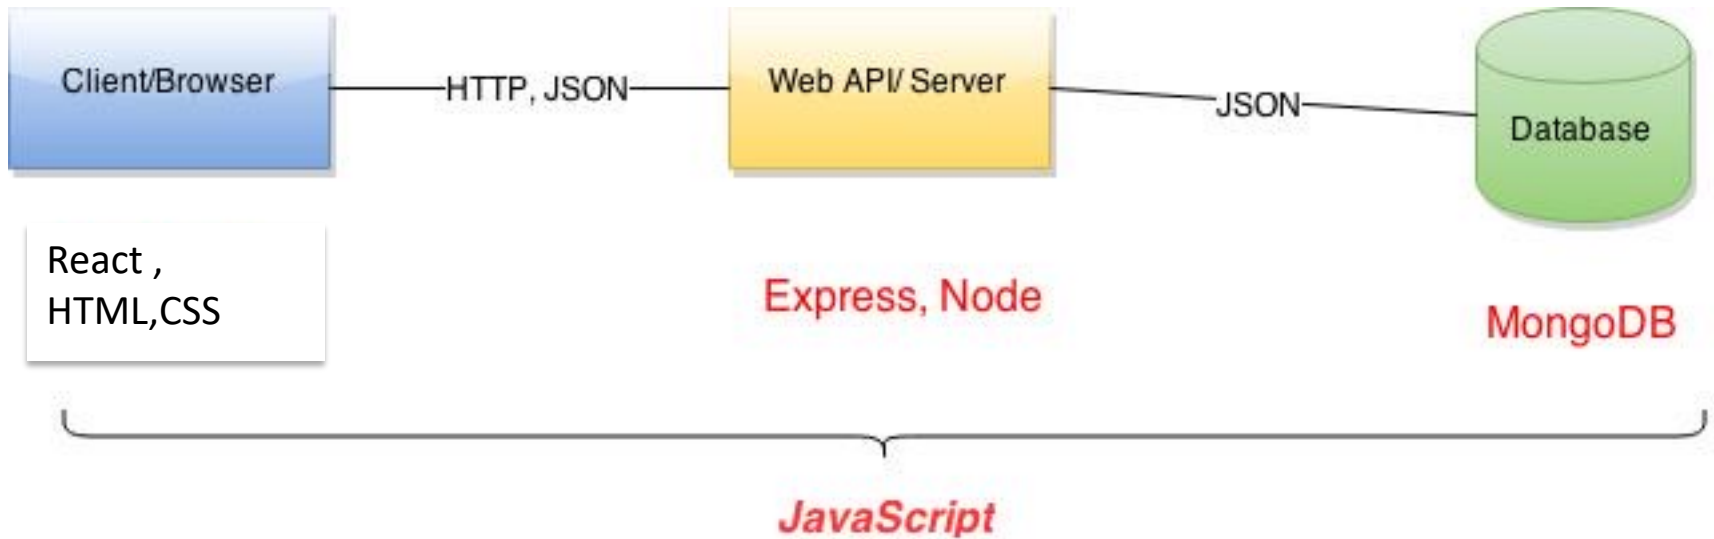 Client/Browser
HTTP, JSON
Web API/ Server
JSON
Database
React ,
HTML,CSS
Express, Node
MongoDB
JavaScript